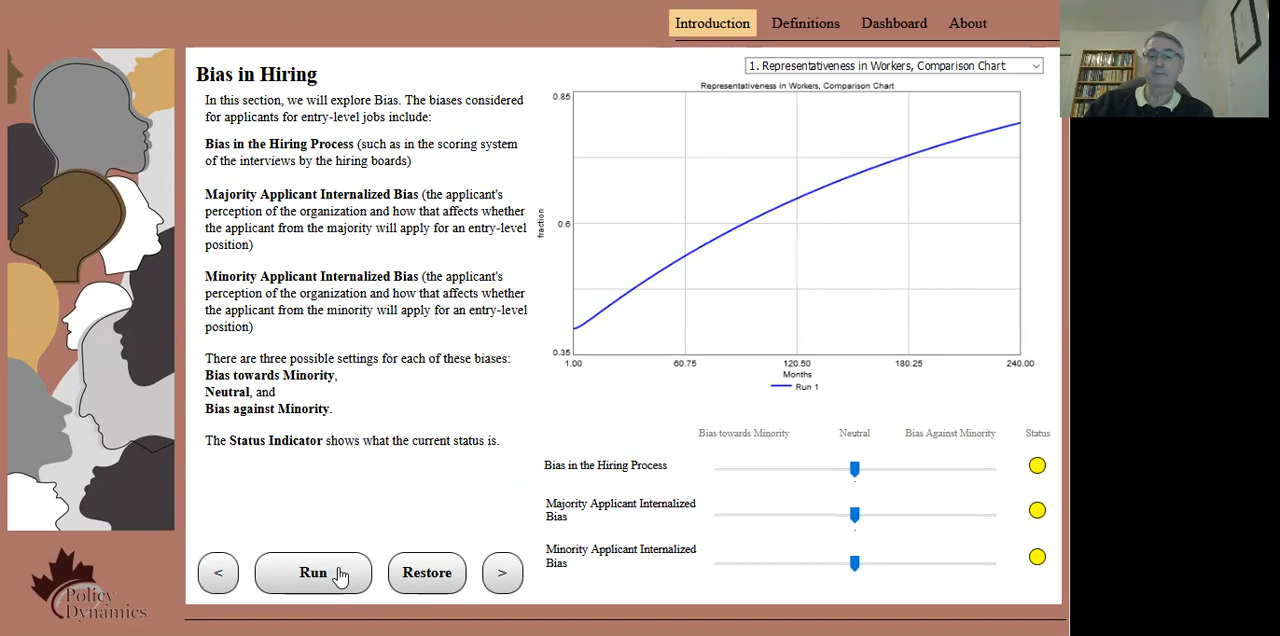 Introduction
Definitions
Dashboard
About
Bias in Hiring
In this section, we will explore Bias. The biases considered
for applicants for entry-level jobs include:
Bias in the Hiring Process (such as in the scoring system
of the interviews by the hiring boards)
Majority Applicant Internalized Bias (the applicant's
perception of the organization and how that affects whether
the applicant from the majority will apply for an entry-level
position)
Minority Applicant Internalized Bias (the applicant's
perception of the organization and how that affects whether
the applicant from the minority will apply for an entry-level
position)
There are three possible settings for each of these biases:
Bias towards Minority,
Neutral, and
Bias against Minority.
The Status Indicator shows what the current status is.
<
Run
Restore
>
1. Representativeness in Workers, Comparison Chart
Representativeness in Workers, Comparison Chart
0.85
fraction
0.6
0.35
1.00
60.75
120.50
180.25
240.00
Months
Run 1
Bias towards Minority
Neutral
Bias Against Minority
Status
Bias in the Hiring Process
Majority Applicant Internalized
Bias
Minority Applicant Internalized
Bias
Policy
Dynamics